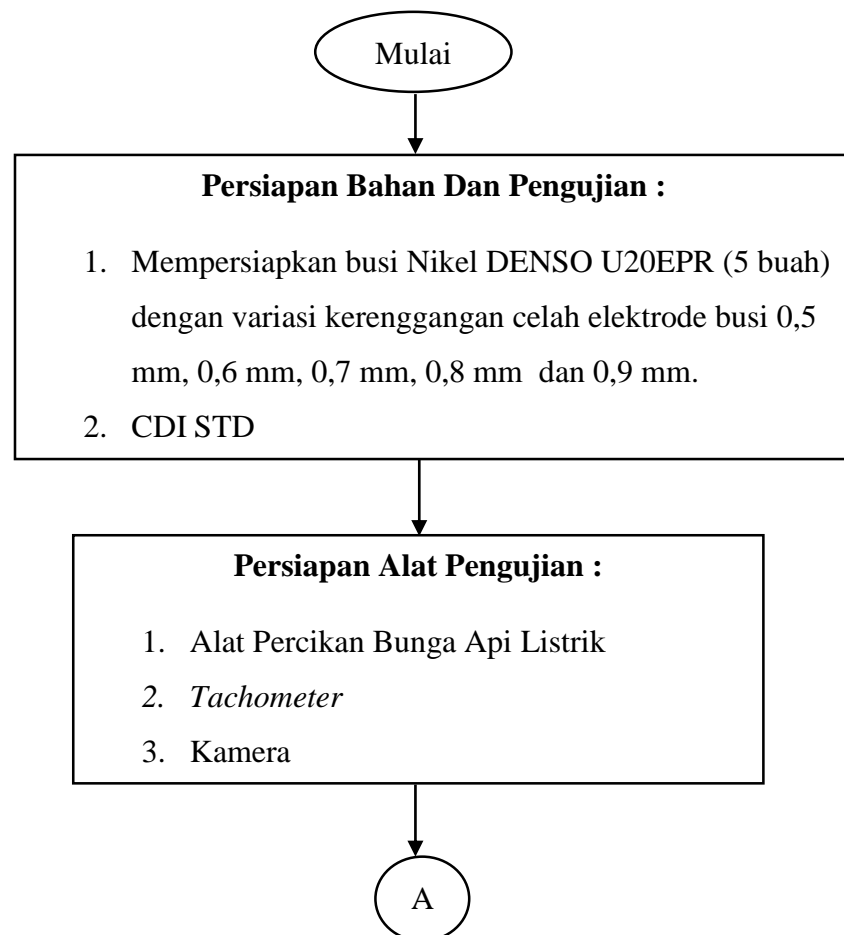 Mulai
Persiapan Bahan Dan Pengujian :
1. Mempersiapkan busi Nikel DENSO U20EPR (5 buah)
dengan variasi kerenggangan celah elektrode busi 0,5
mm, 0,6 mm, 0,7 mm, 0,8 mm dan 0,9 mm.
2. CDI STD
Persiapan Alat Pengujian :
1. Alat Percikan Bunga Api Listrik
2. Tachometer
3. Kamera
A